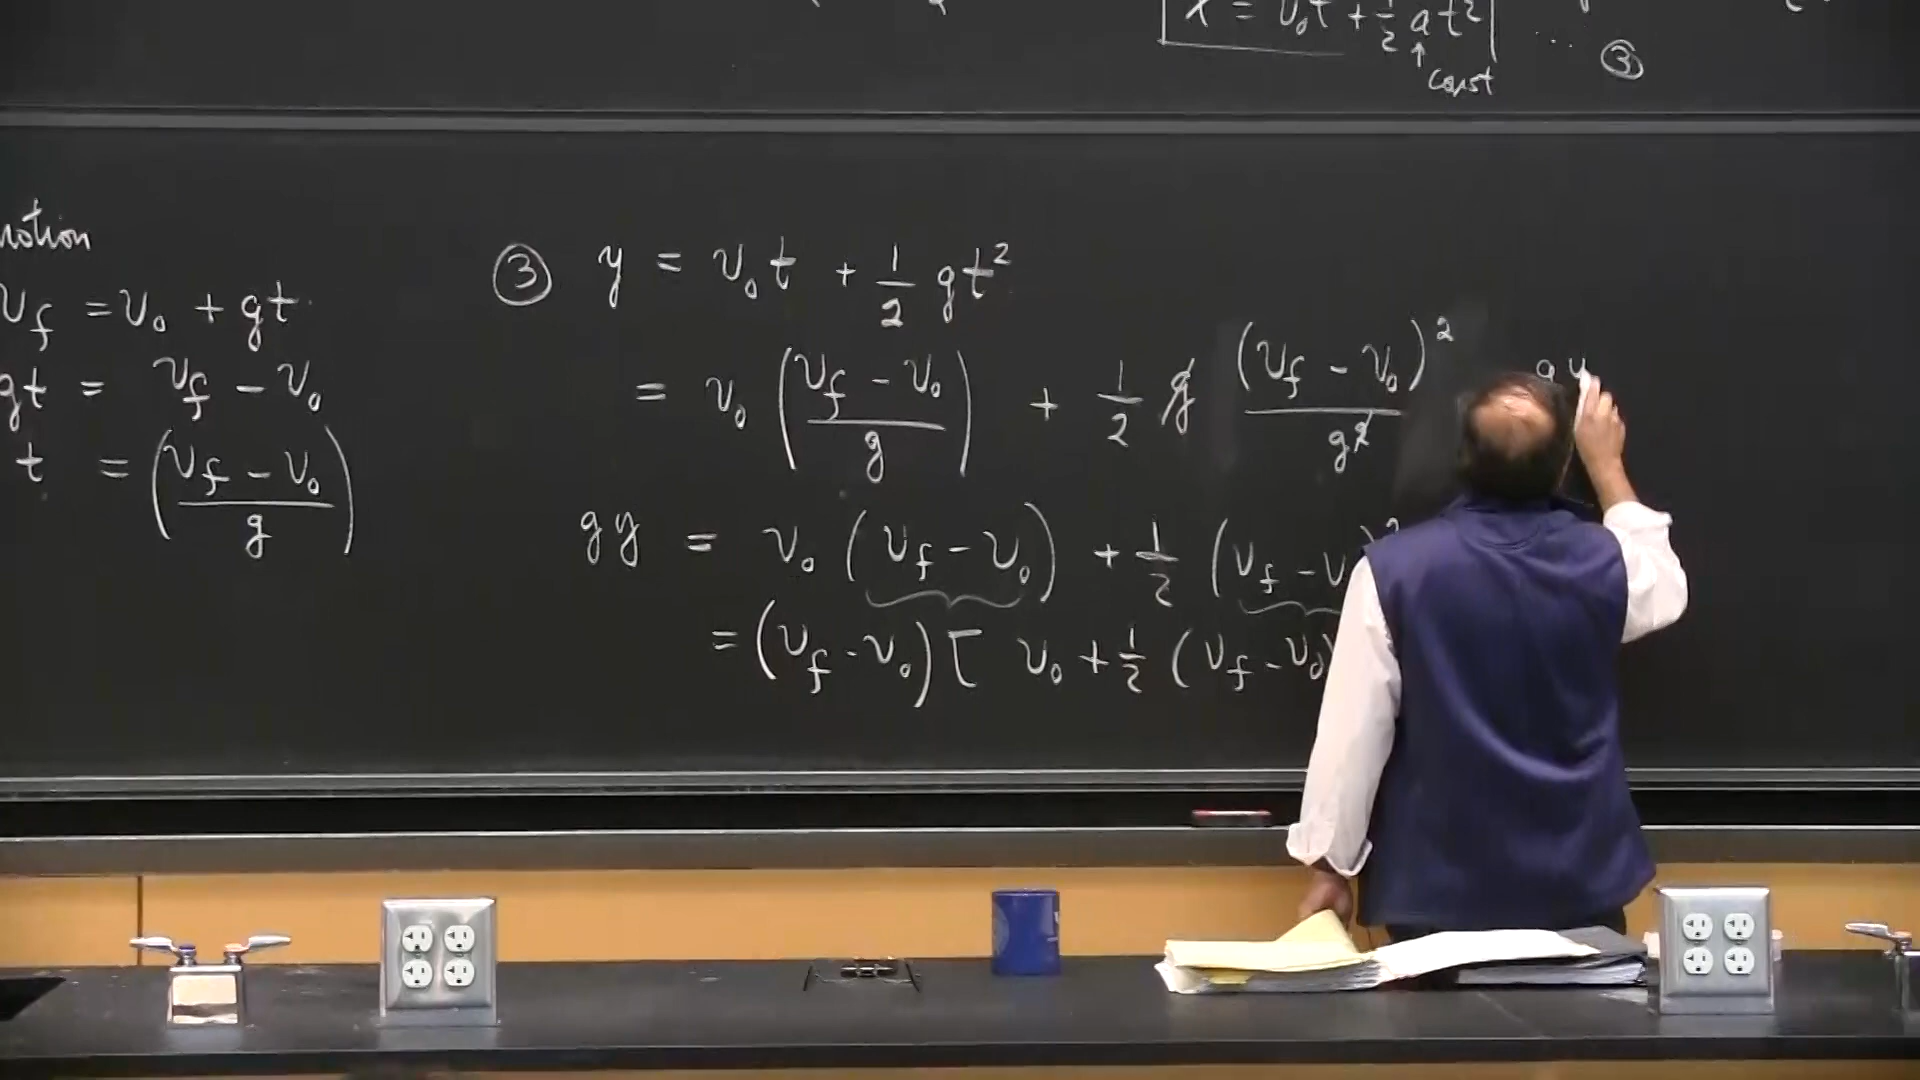 x = v₀t + ½ a t² ... ③
↑
const
motion
v_f = v₀ + gt
gt = v_f - v₀
t = ((v_f - v₀)/g)
③ y = v₀t + ½ gt²
= v₀ ((v_f - v₀)/g) + ½ g (v_f - v₀)²/g²
gy = v₀ (v_f - v₀) + ½ (v_f - v
= (v_f - v₀) [ v₀ + ½ (v_f - v₀)
gy